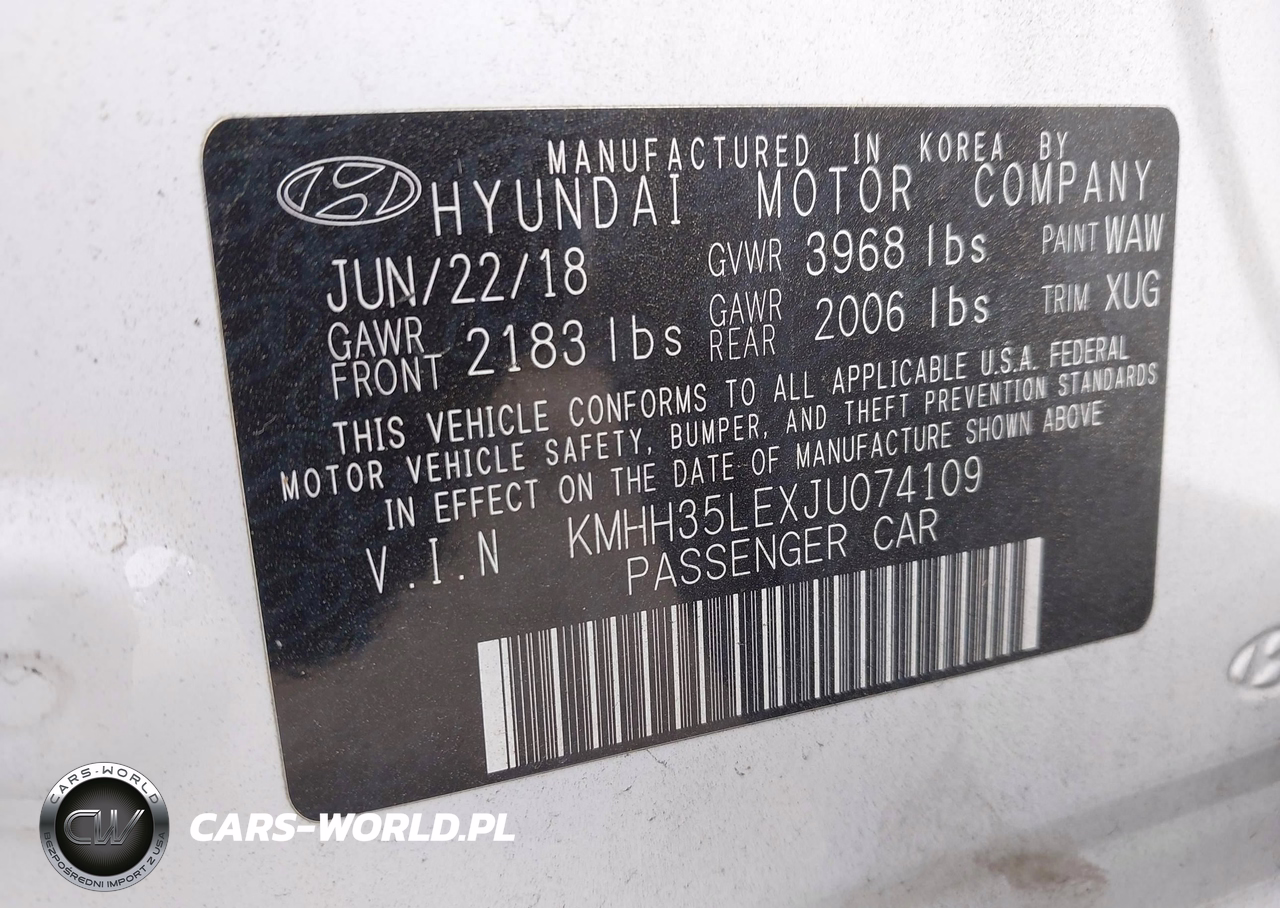 MANUFACTURED IN KOREA BY
HYUNDAI MOTOR COMPANY
JUN/22/18 GVWR 3968 lbs PAINT WAW
GAWR FRONT 2183 lbs GAWR REAR 2006 lbs TRIM XUG
THIS VEHICLE CONFORMS TO ALL APPLICABLE U.S.A. FEDERAL
MOTOR VEHICLE SAFETY, BUMPER, AND THEFT PREVENTION STANDARDS
IN EFFECT ON THE DATE OF MANUFACTURE SHOWN ABOVE
V.I.N KMHH35LEXJU074109
PASSENGER CAR
CARS-WORLD
CW
BEZPOŚREDNI IMPORT Z USA
CARS-WORLD.PL